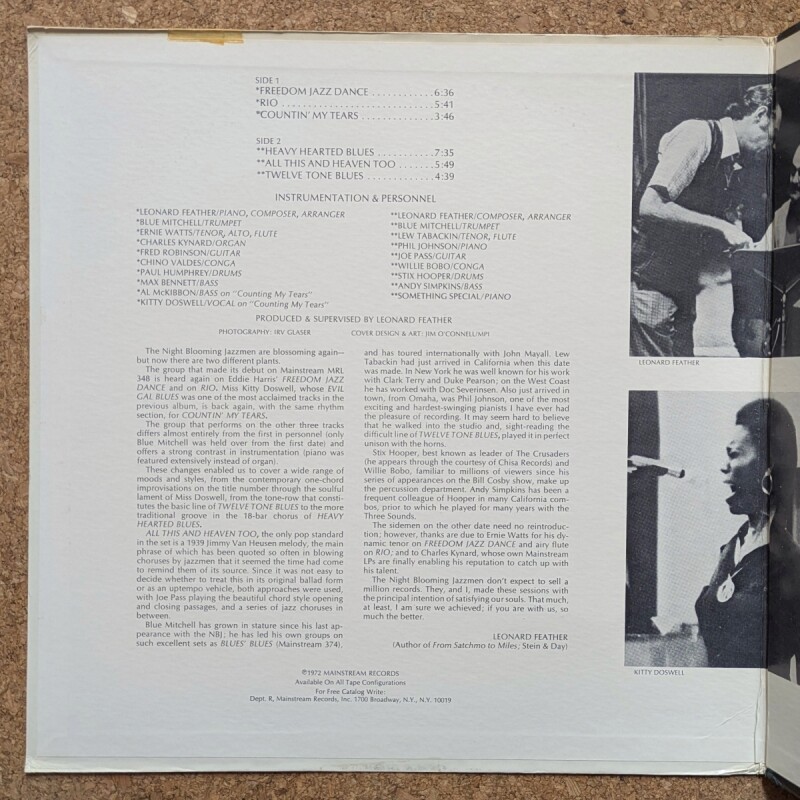 SIDE 1
*FREEDOM JAZZ DANCE ...........6:36
*RIO ..............................5:41
*COUNTIN' MY TEARS .............3:46
SIDE 2
**HEAVY HEARTED BLUES ..........7:35
**ALL THIS AND HEAVEN TOO .......5:49
**TWELVE TONE BLUES ............4:39
INSTRUMENTATION & PERSONNEL
*LEONARD FEATHER/PIANO, COMPOSER, ARRANGER
*BLUE MITCHELL/TRUMPET
*ERNIE WATTS/TENOR, ALTO, FLUTE
*CHARLES KYNARD/ORGAN
*FRED ROBINSON/GUITAR
*CHINO VALDES/CONGA
*PAUL HUMPHREY/DRUMS
*MAX BENNETT/BASS
*AL McKIBBON/BASS on "Counting My Tears"
*KITTY DOSWELL/VOCAL on "Counting My Tears"
**LEONARD FEATHER/COMPOSER, ARRANGER
**BLUE MITCHELL/TRUMPET
**LEW TABACKIN/TENOR, FLUTE
**PHIL JOHNSON/PIANO
**JOE PASS/GUITAR
**WILLIE BOBO/CONGA
**STIX HOOPER/DRUMS
**ANDY SIMPKINS/BASS
**SOMETHING SPECIAL/PIANO
PRODUCED & SUPERVISED BY LEONARD FEATHER
PHOTOGRAPHY: IRV GLASER COVER DESIGN & ART: JIM O'CONNELL/MPI
The Night Blooming Jazzmen are blossoming again—
but now there are two different plants.
The group that made its debut on Mainstream MRL
348 is heard again on Eddie Harris' FREEDOM JAZZ
DANCE and on RIO. Miss Kitty Doswell, whose EVIL
GAL BLUES was one of the most acclaimed tracks in the
previous album, is back again, with the same rhythm
section, for COUNTIN' MY TEARS.
The group that performs on the other three tracks
differs almost entirely from the first in personnel (only
Blue Mitchell was held over from the first date) and
offers a strong contrast in instrumentation (piano was
featured extensively instead of organ).
These changes enabled us to cover a wide range of
moods and styles, from the contemporary one-chord
improvisations on the title number through the soulful
lament of Miss Doswell, from the tone-row that consti-
tutes the basic line of TWELVE TONE BLUES to the more
traditional groove in the 18-bar chorus of HEAVY
HEARTED BLUES.
ALL THIS AND HEAVEN TOO, the only pop standard
in the set is a 1939 Jimmy Van Heusen melody, the main
phrase of which has been quoted so often in blowing
choruses by jazzmen that it seemed the time had come
to remind them of its source. Since it was not easy to
decide whether to treat this in its original ballad form
or as an uptempo vehicle, both approaches were used,
with Joe Pass playing the beautiful chord style opening
and closing passages, and a series of jazz choruses in
between.
Blue Mitchell has grown in stature since his last ap-
pearance with the NBJ; he has led his own groups on
such excellent sets as BLUES' BLUES (Mainstream 374),
and has toured internationally with John Mayall. Lew
Tabackin had just arrived in California when this date
was made. In New York he was well known for his work
with Clark Terry and Duke Pearson; on the West Coast
he has worked with Doc Severinsen. Also just arrived in
town, from Omaha, was Phil Johnson, one of the most
exciting and hardest-swinging pianists I have ever had
the pleasure of recording. It may seem hard to believe
that he walked into the studio and, sight-reading the
difficult line of TWELVE TONE BLUES, played it in perfect
unison with the horns.
Stix Hooper, best known as leader of The Crusaders
(he appears through the courtesy of Chisa Records) and
Willie Bobo, familiar to millions of viewers since his
series of appearances on the Bill Cosby show, make up
the percussion department. Andy Simpkins has been a
frequent colleague of Hooper in many California com-
bos, prior to which he played for many years with the
Three Sounds.
The sidemen on the other date need no reintroduc-
tion; however, thanks are due to Ernie Watts for his dy-
namic tenor on FREEDOM JAZZ DANCE and airy flute
on RIO; and to Charles Kynard, whose own Mainstream
LPs are finally enabling his reputation to catch up with
his talent.
The Night Blooming Jazzmen don't expect to sell a
million records. They, and I, made these sessions with
the principal intention of satisfying our souls. That much,
at least, I am sure we achieved; if you are with us, so
much the better.
LEONARD FEATHER
(Author of From Satchmo to Miles; Stein & Day)
℗1972 MAINSTREAM RECORDS
Available On All Tape Configurations
For Free Catalog Write:
Dept. R, Mainstream Records, Inc. 1700 Broadway, N.Y., N.Y. 10019
LEONARD FEATHER
KITTY DOSWELL